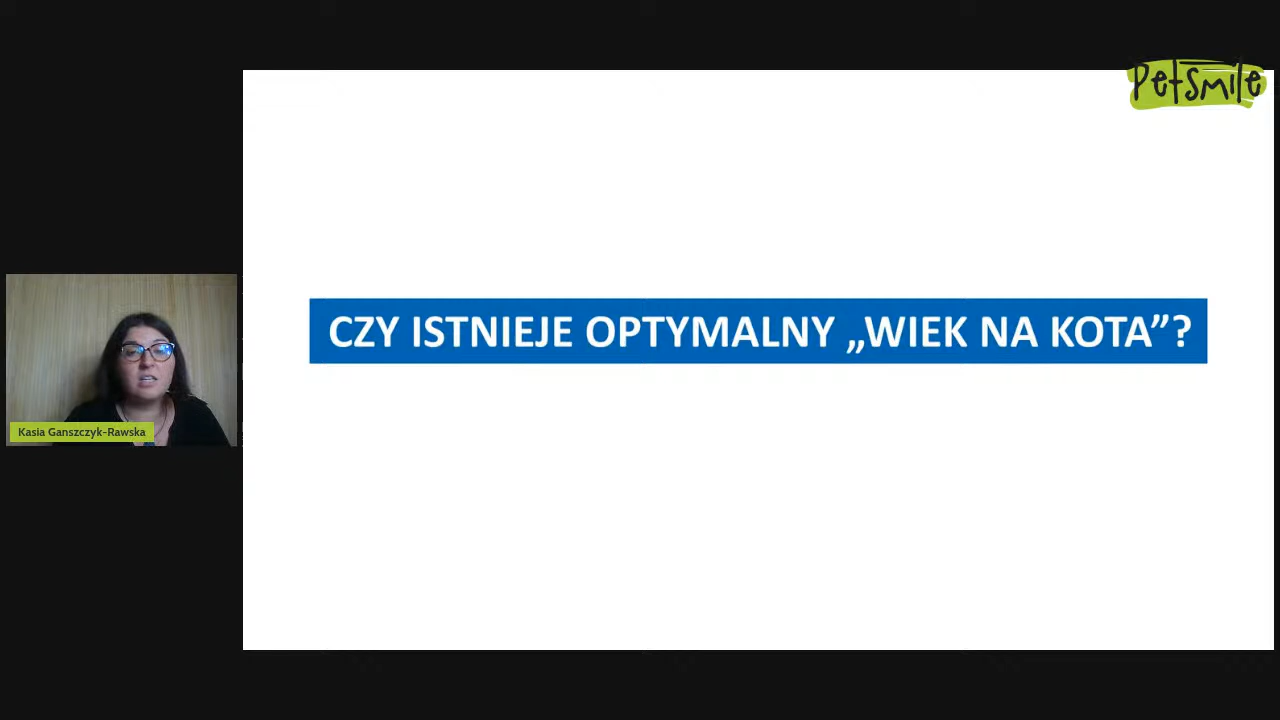 PetSmile
CZY ISTNIEJE OPTYMALNY „WIEK NA KOTA”?
Kasia Ganszczyk-Rawska